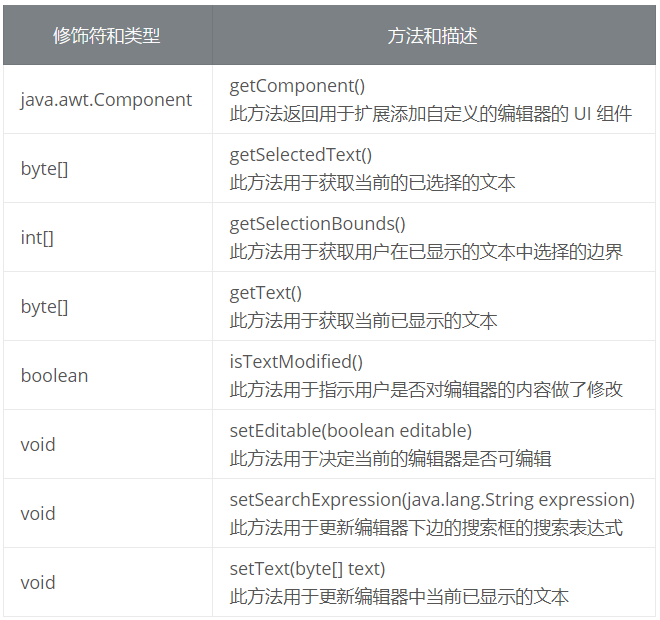 修饰符和类型
方法和描述
java.awt.Component
getComponent()
此方法返回用于扩展添加自定义的编辑器的 UI 组件
byte[]
getSelectedText()
此方法用于获取当前的已选择的文本
int[]
getSelectionBounds()
此方法用于获取用户在已显示的文本中选择的边界
byte[]
getText()
此方法用于获取当前已显示的文本
boolean
isTextModified()
此方法用于指示用户是否对编辑器的内容做了修改
void
setEditable(boolean editable)
此方法用于决定当前的编辑器是否可编辑
void
setSearchExpression(java.lang.String expression)
此方法用于更新编辑器下边的搜索框的搜索表达式
void
setText(byte[] text)
此方法用于更新编辑器中当前已显示的文本